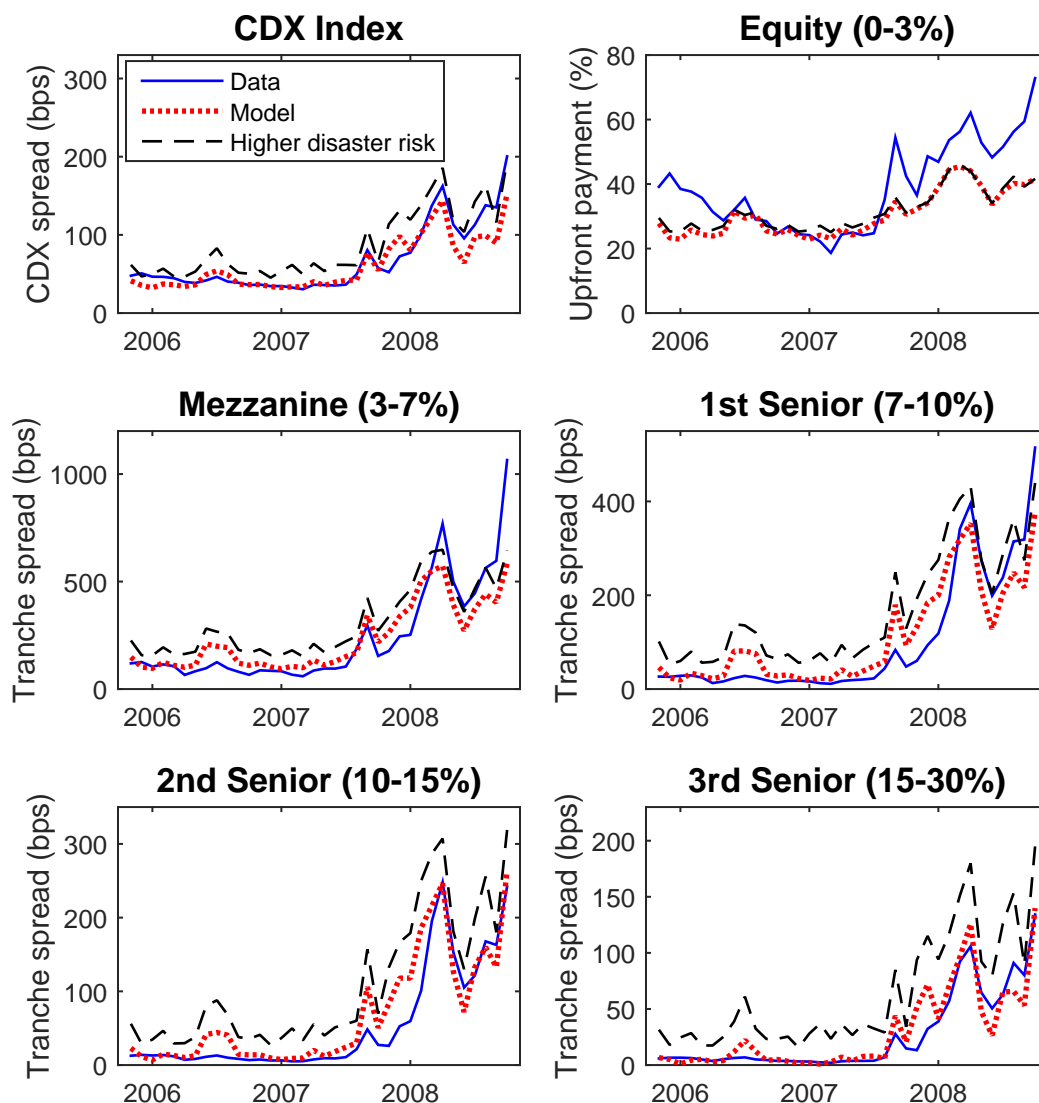 CDX Index
CDX spread (bps)
300
200
100
0
Data
Model
Higher disaster risk
2006
2007
2008
Equity (0-3%)
Upfront payment (%)
80
60
40
20
0
2006
2007
2008
Mezzanine (3-7%)
Tranche spread (bps)
1000
500
0
2006
2007
2008
1st Senior (7-10%)
Tranche spread (bps)
400
200
0
2006
2007
2008
2nd Senior (10-15%)
Tranche spread (bps)
300
200
100
0
2006
2007
2008
3rd Senior (15-30%)
Tranche spread (bps)
200
150
100
50
0
2006
2007
2008